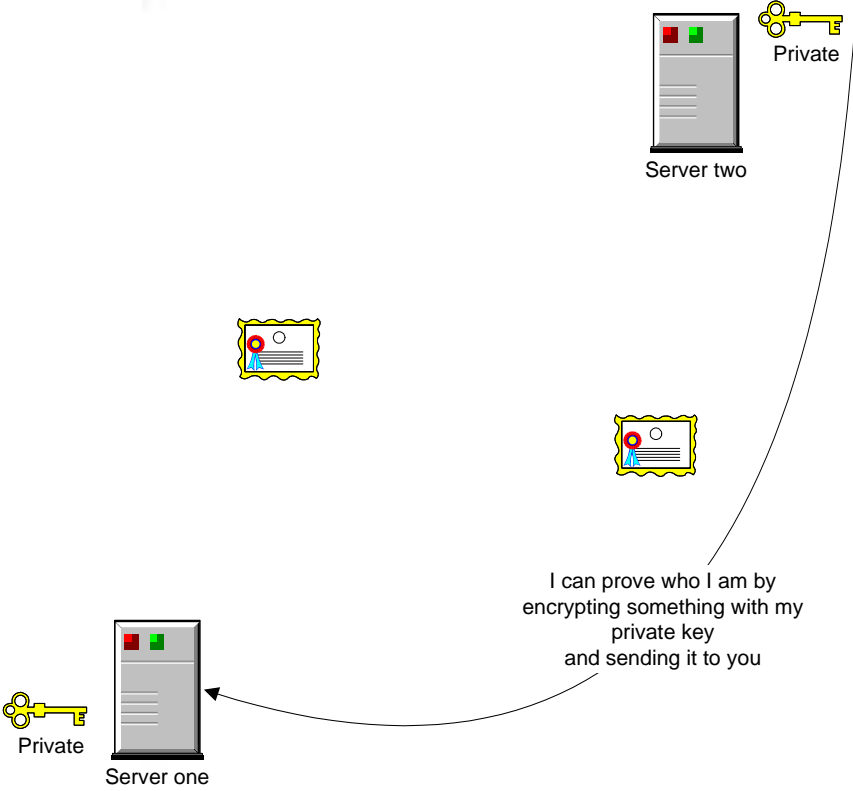 Private
Server two
I can prove who I am by
encrypting something with my
private key
and sending it to you
Private
Server one